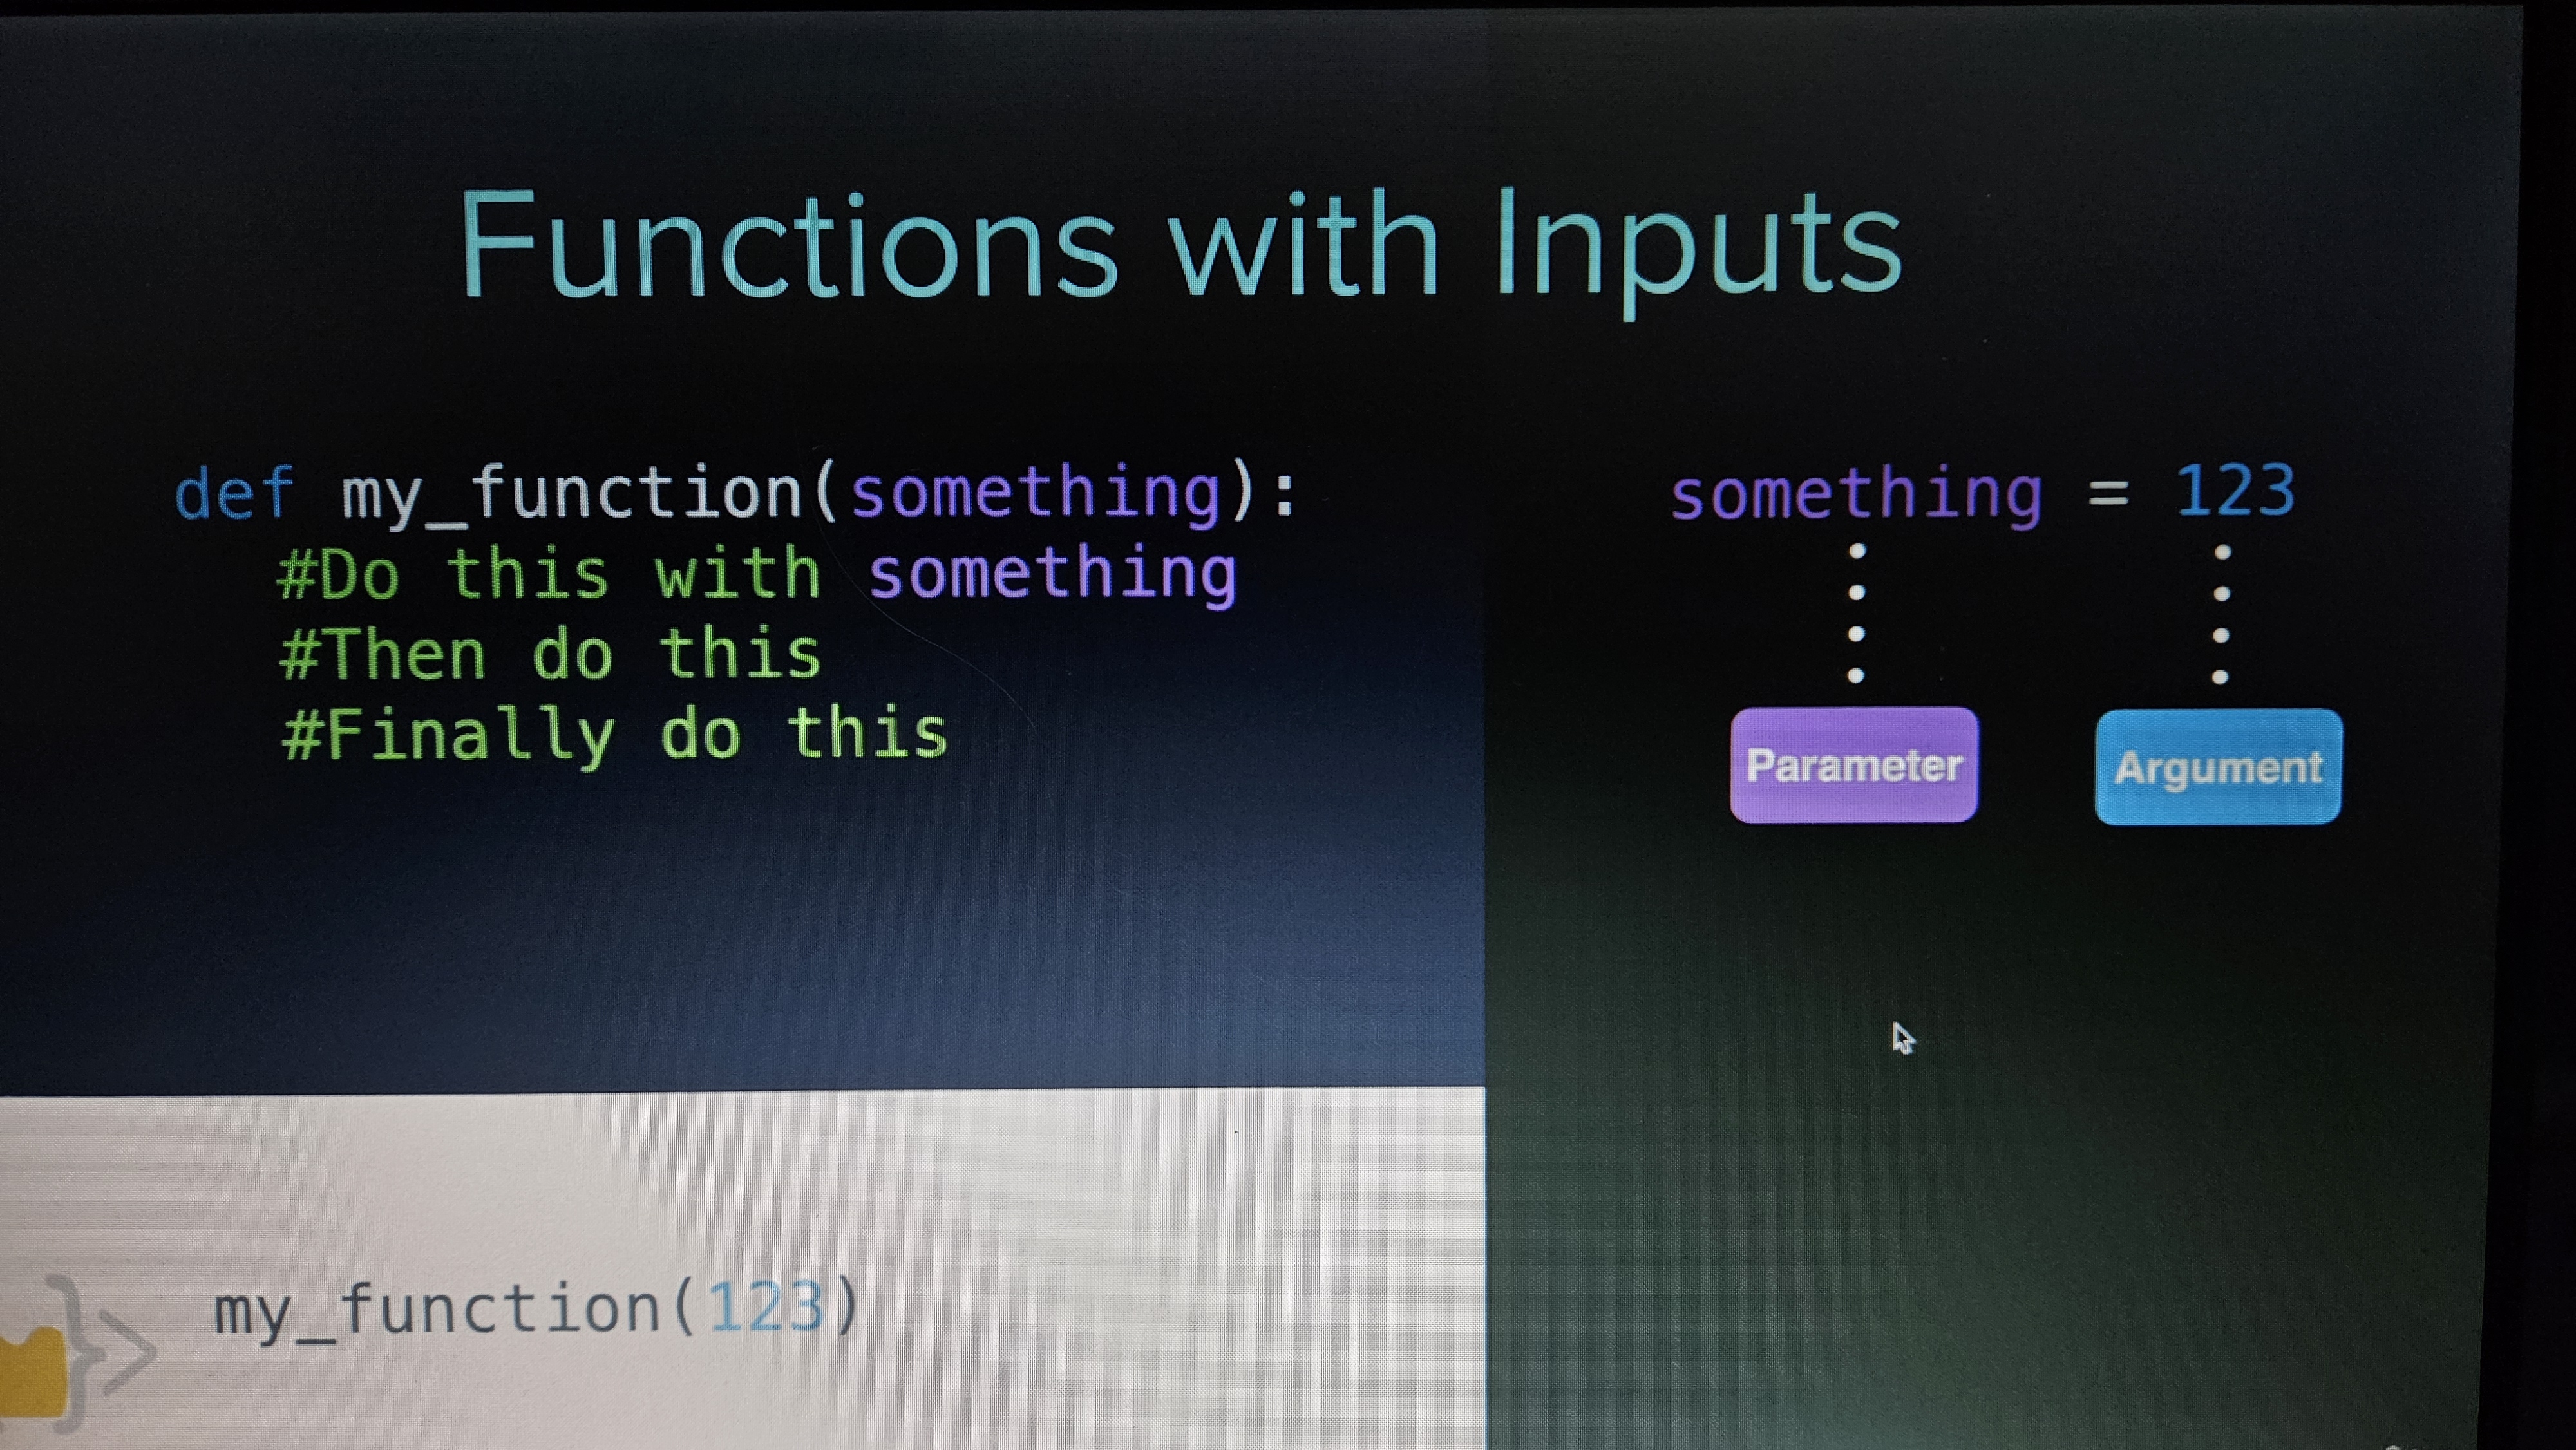 Functions with Inputs
def my_function(something):
#Do this with something
#Then do this
#Finally do this
something = 123
Parameter
Argument
my_function(123)